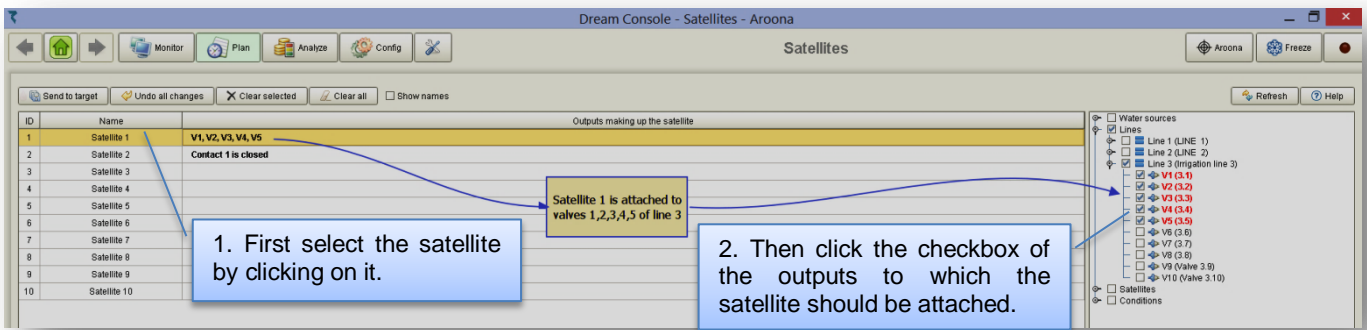 Dream Console - Satellites - Aroona
Monitor Plan Analyze Config Satellites Aroona Freeze
Send to target Undo all changes Clear selected Clear all Show names Refresh Help
ID Name Outputs making up the satellite
1 Satellite 1 V1, V2, V3, V4, V5
2 Satellite 2 Contact 1 is closed
3 Satellite 3
4 Satellite 4
5 Satellite 5
6 Satellite 6
7 Satellite 7
8 Satellite 8
9 Satellite 9
10 Satellite 10
Satellite 1 is attached to
valves 1,2,3,4,5 of line 3
1. First select the satellite
by clicking on it.
2. Then click the checkbox of
the outputs to which the
satellite should be attached.
Water sources
Lines
Line 1 (LINE 1)
Line 2 (LINE 2)
Line 3 (Irrigation line 3)
V1 (3.1)
V2 (3.2)
V3 (3.3)
V4 (3.4)
V5 (3.5)
V6 (3.6)
V7 (3.7)
V8 (3.8)
V9 (Valve 3.9)
V10 (Valve 3.10)
Satellites
Conditions